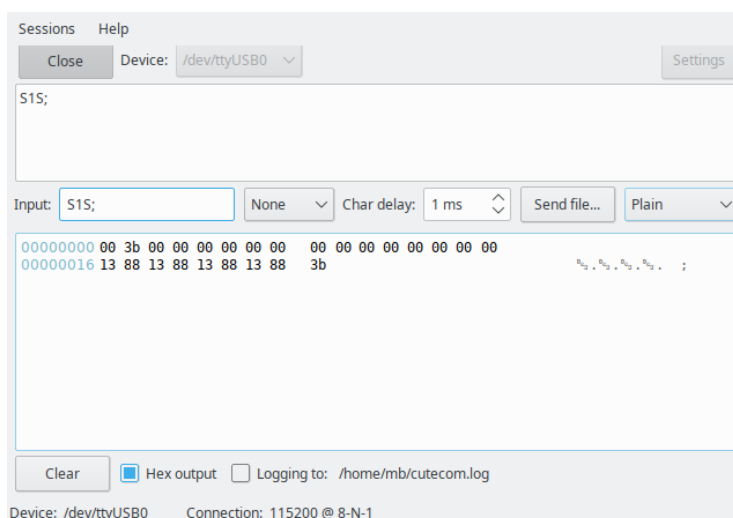 Sessions Help
Close Device: /dev/ttyUSB0 Settings
S1S;
Input: S1S; None Char delay: 1 ms Send file... Plain
00000000 00 3b 00 00 00 00 00 00 00 00 00 00 00 00 00 00
00000016 13 88 13 88 13 88 13 88 3b . . . . ;
Clear Hex output Logging to: /home/mb/cutecom.log
Device: /dev/ttyUSB0 Connection: 115200 @ 8-N-1